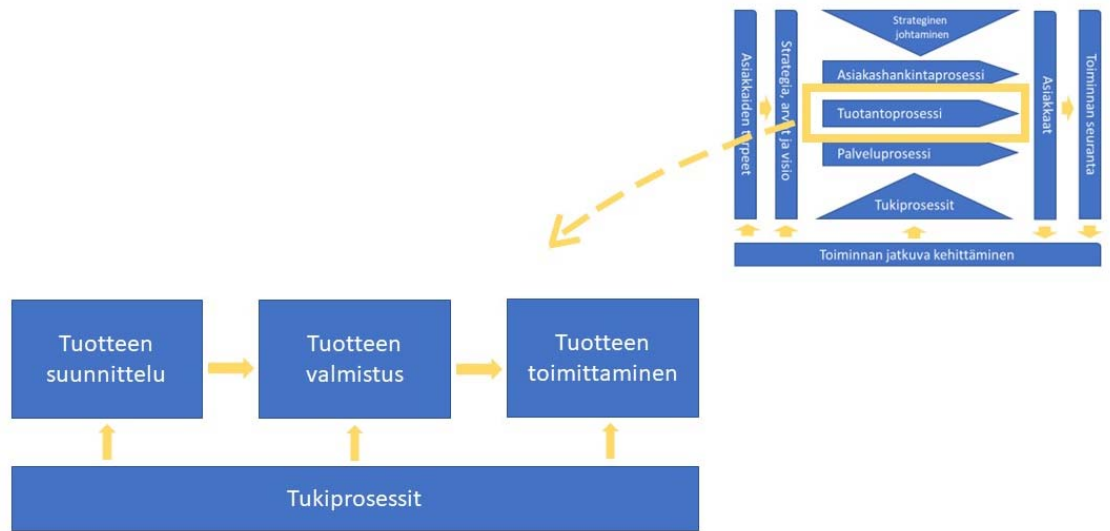 Strateginen
johtaminen
Asiakkaiden tarpeet
Strategia, arvot ja visio
Asiakashankintaprosessi
Tuotantoprosessi
Palveluprosessi
Tukiprosessit
Asiakkaat
Toiminnan seuranta
Toiminnan jatkuva kehittäminen
Tuotteen
suunnittelu
Tuotteen
valmistus
Tuotteen
toimittaminen
Tukiprosessit